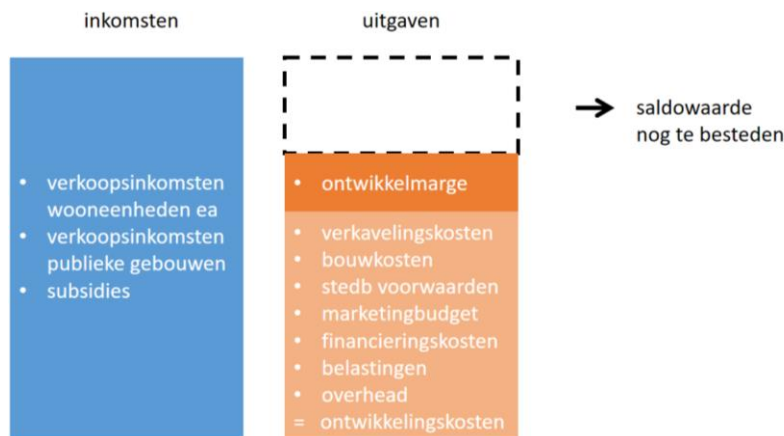 inkomsten
uitgaven
saldowaarde
nog te besteden
• verkoopsinkomsten
wooneenheden ea
• verkoopsinkomsten
publieke gebouwen
• subsidies
• ontwikkelmarge
• verkavelingskosten
• bouwkosten
• stedb voorwaarden
• marketingbudget
• financieringskosten
• belastingen
• overhead
= ontwikkelingskosten